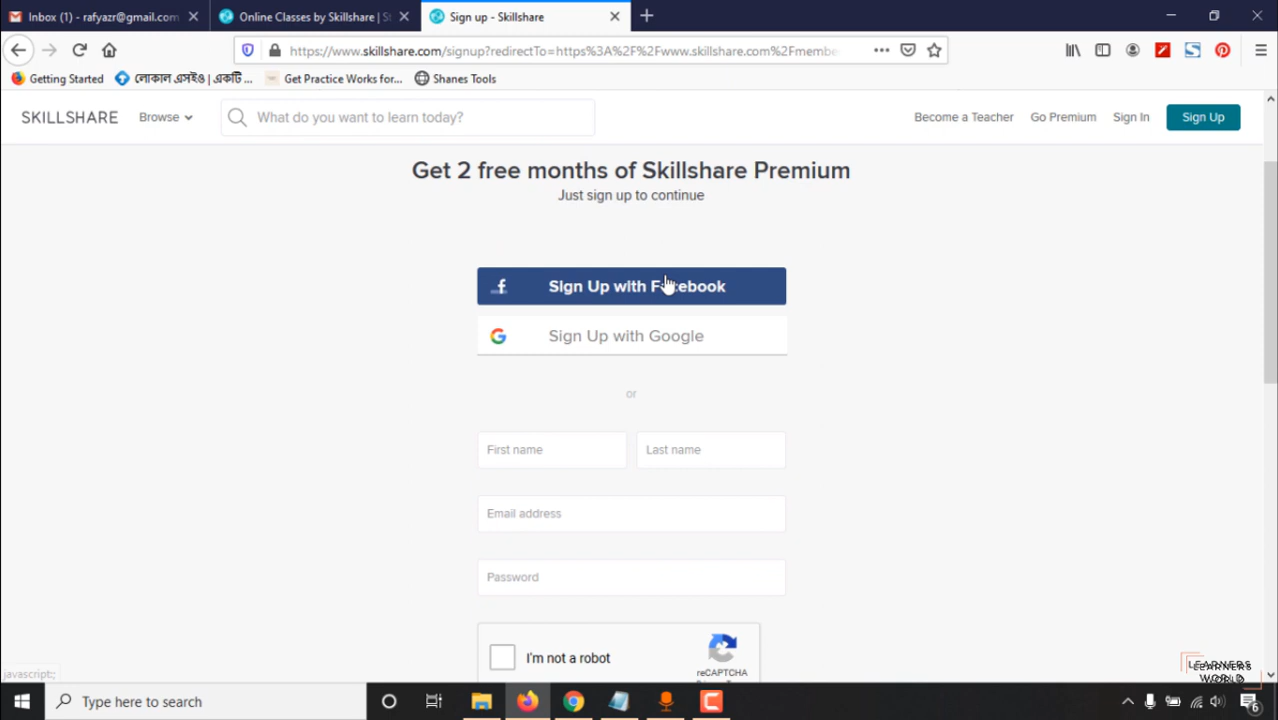 Inbox (1) - rafyazr@gmail.com
Online Classes by Skillshare | St
Sign up - Skillshare
https://www.skillshare.com/signup?redirectTo=https%3A%2F%2Fwww.skillshare.com%2Fmembe
Getting Started
লোকাল এসইও | একটি ...
Get Practice Works for...
Shanes Tools
SKILLSHARE
Browse
What do you want to learn today?
Become a Teacher
Go Premium
Sign In
Sign Up
Get 2 free months of Skillshare Premium
Just sign up to continue
Sign Up with Facebook
Sign Up with Google
or
First name
Last name
Email address
Password
I'm not a robot
reCAPTCHA
javascript:;
LEARNERS WORLD
Type here to search
6